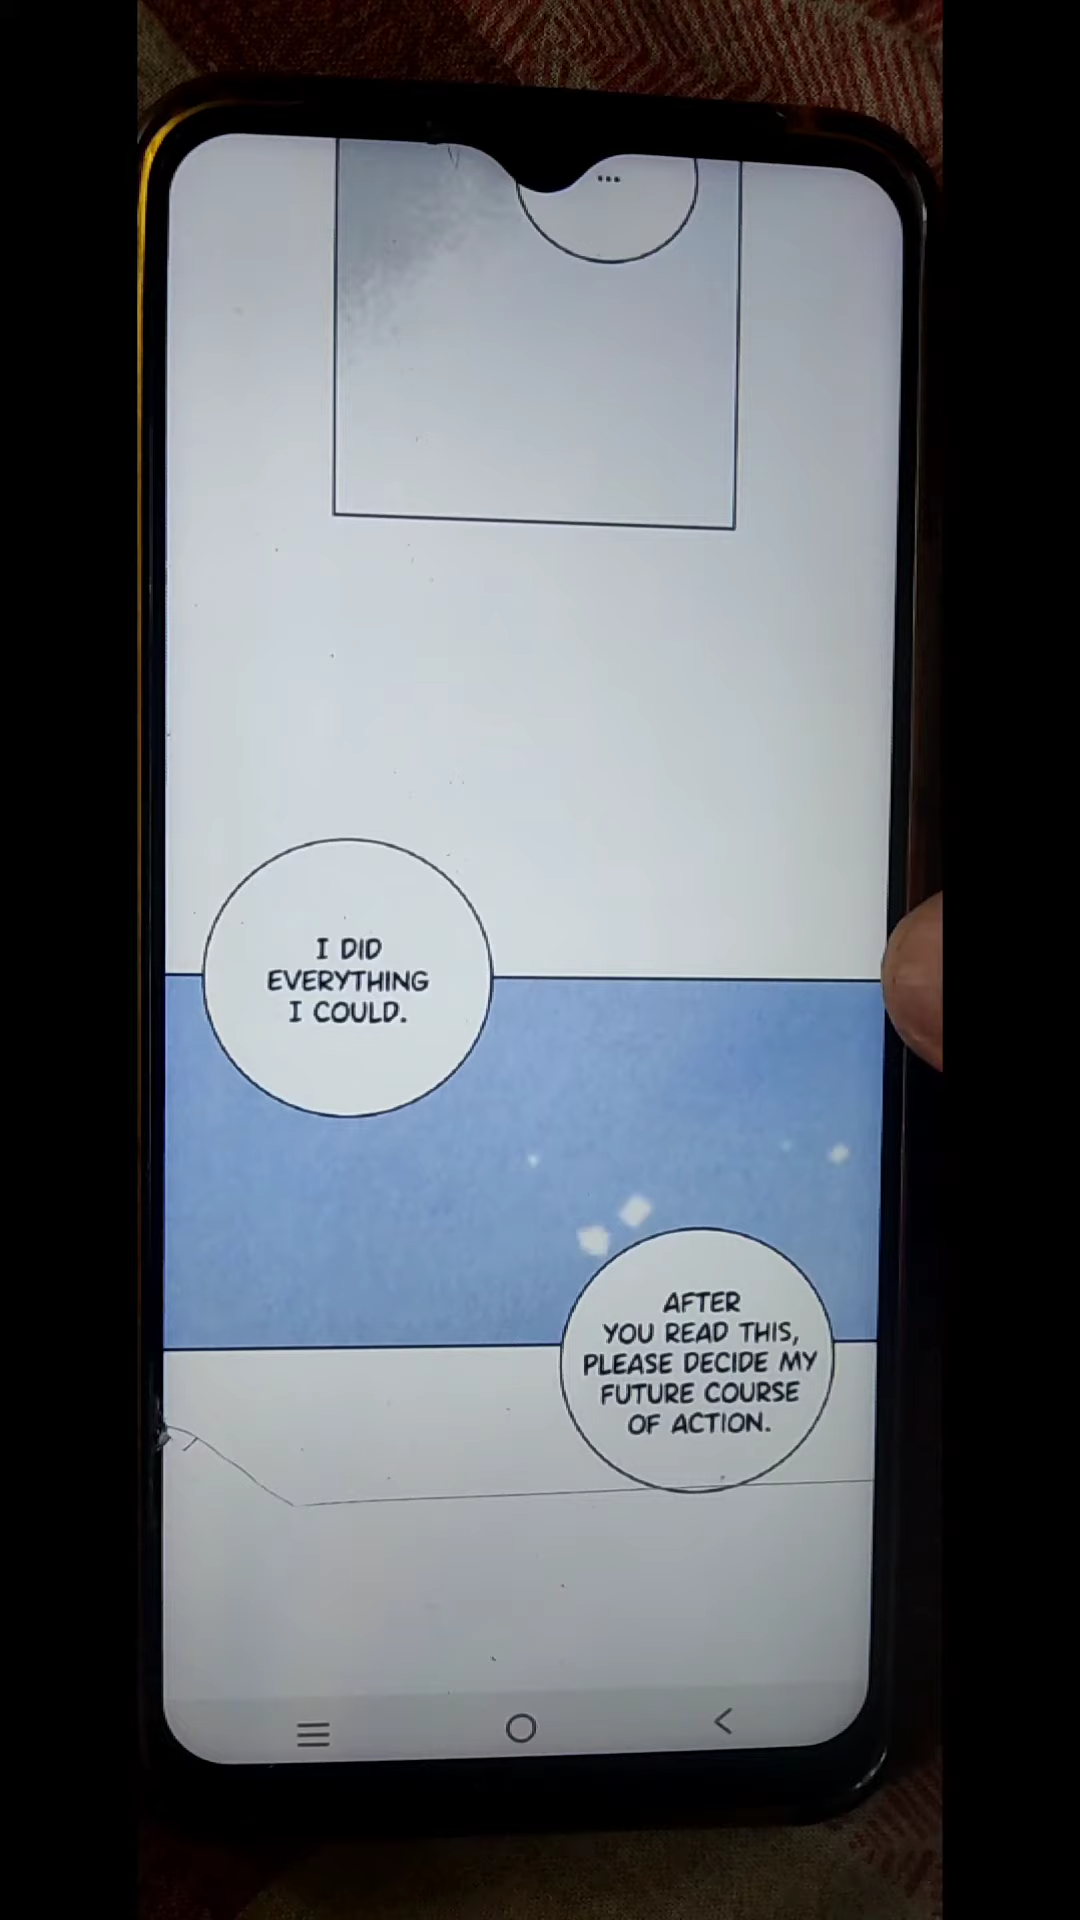 ...
I DID
EVERYTHING
I COULD.
AFTER
YOU READ THIS,
PLEASE DECIDE MY
FUTURE COURSE
OF ACTION.